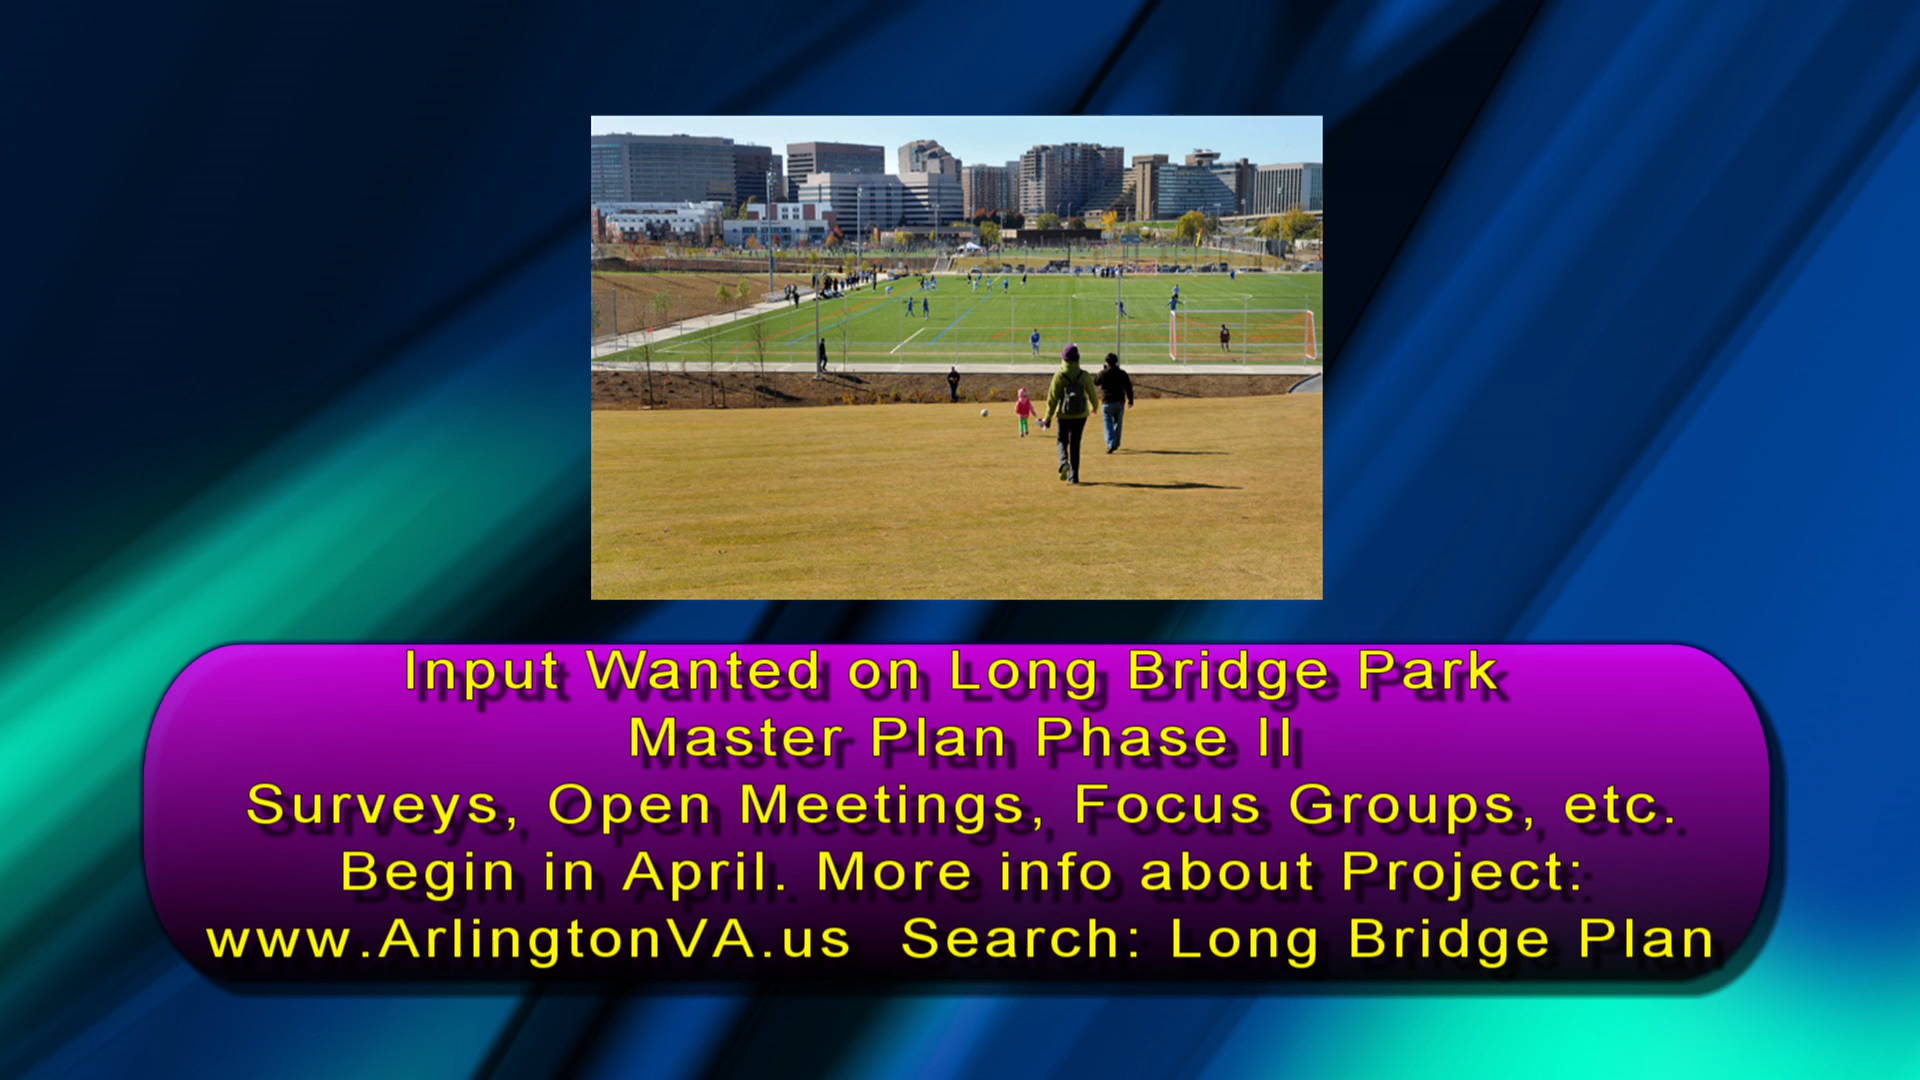 Input Wanted on Long Bridge Park
Master Plan Phase II
Surveys, Open Meetings, Focus Groups, etc.
Begin in April. More info about Project:
www.ArlingtonVA.us  Search: Long Bridge Plan